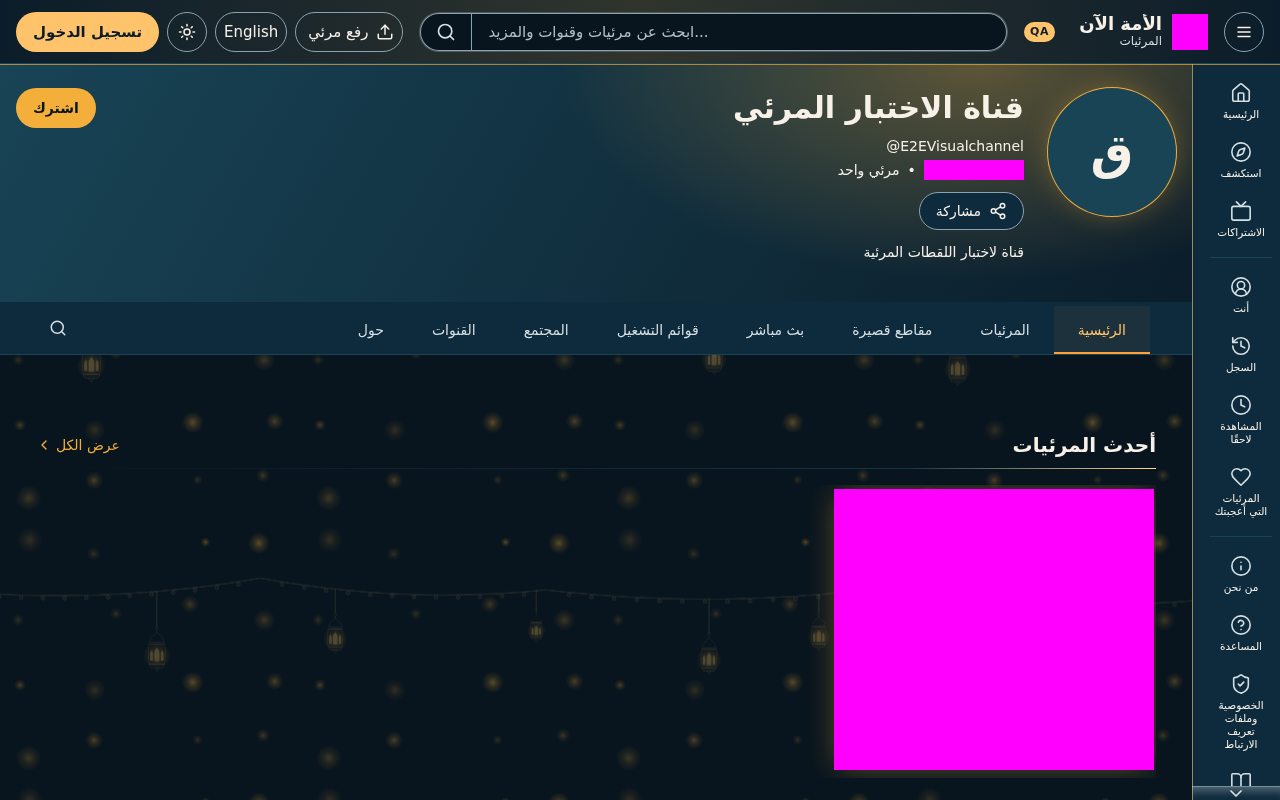 الأمة الآن
المرئيات
QA
ابحث عن مرئيات وقنوات والمزيد...
رفع مرئي
English
تسجيل الدخول
الرئيسية
استكشف
الاشتراكات
أنت
السجل
المشاهدة
لاحقًا
المرئيات
التي أعجبتك
من نحن
المساعدة
الخصوصية
وملفات
تعريف
الارتباط
ق
قناة الاختبار المرئي
@E2EVisualchannel
• مرئي واحد
مشاركة
قناة لاختبار اللقطات المرئية
اشترك
الرئيسية
المرئيات
مقاطع قصيرة
بث مباشر
قوائم التشغيل
المجتمع
القنوات
حول
أحدث المرئيات
عرض الكل